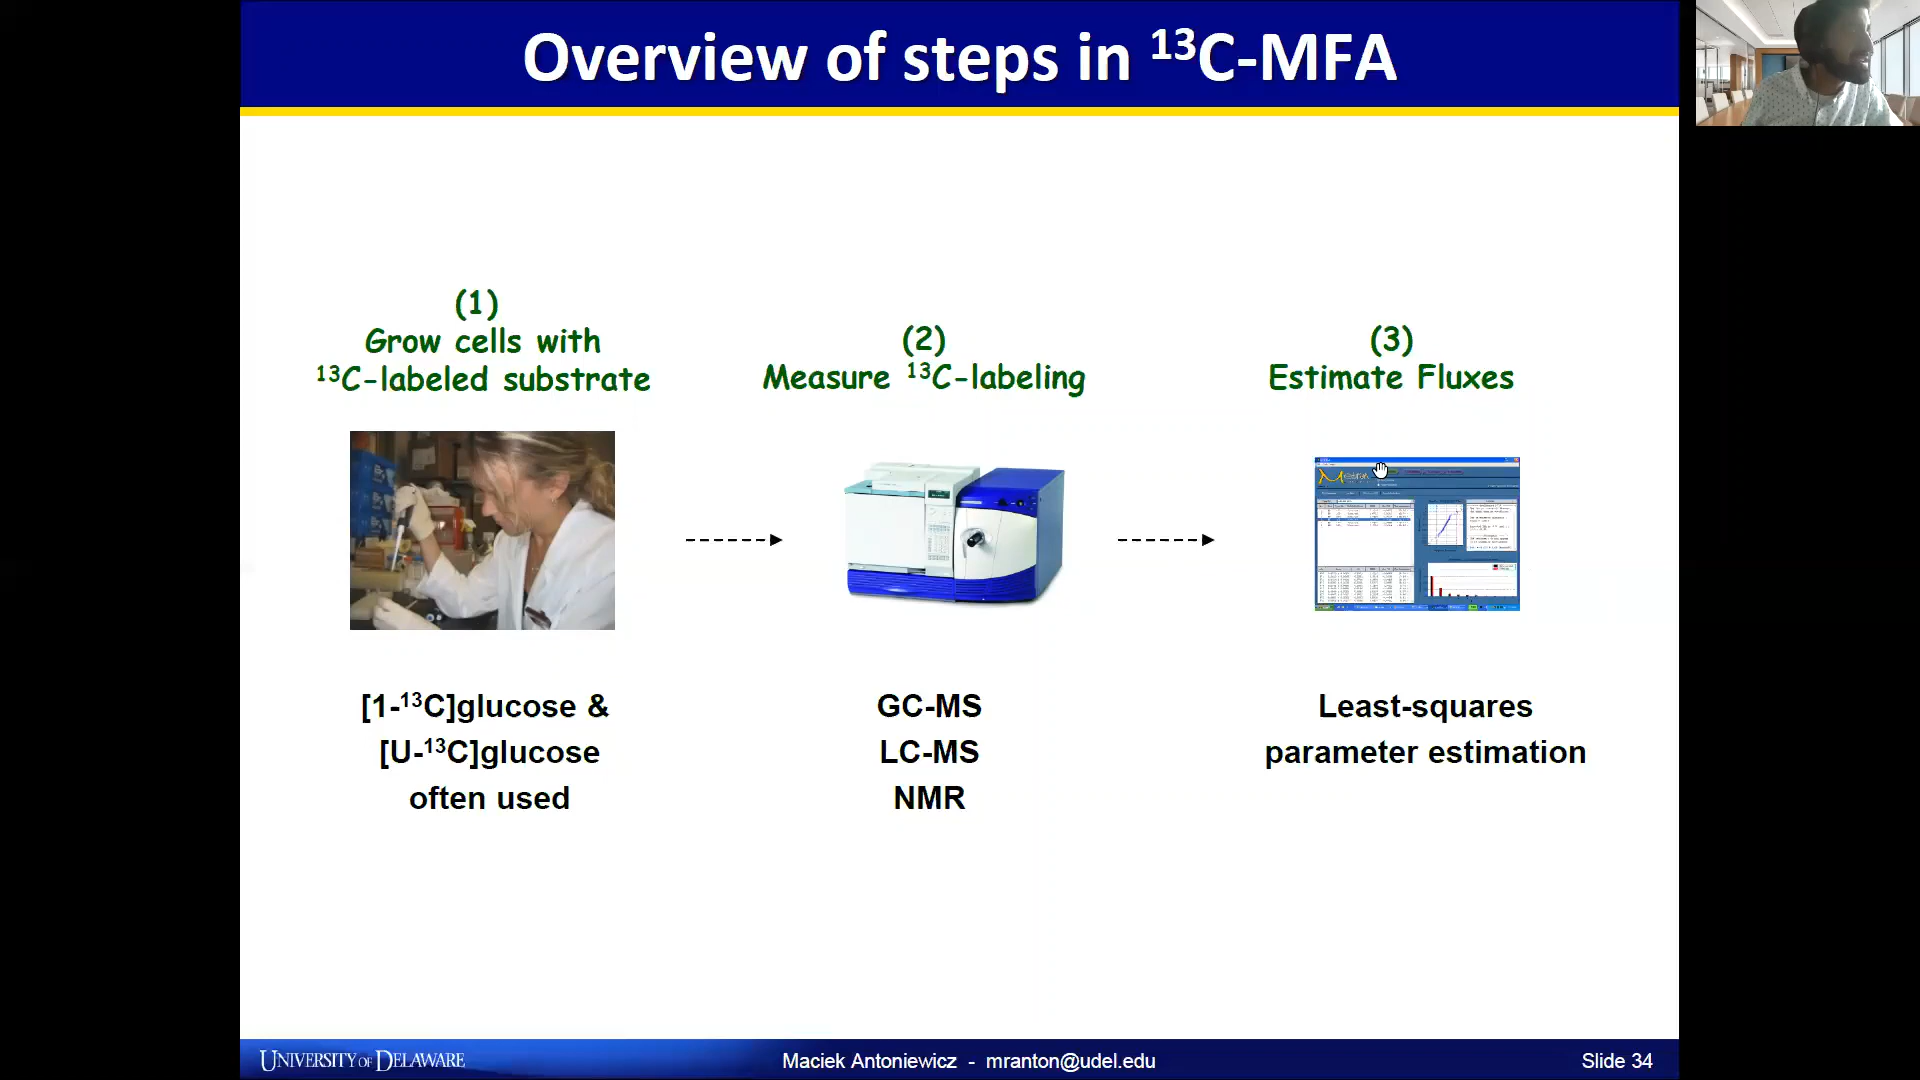 Overview of steps in ¹³C-MFA
(1)
Grow cells with
¹³C-labeled substrate
(2)
Measure ¹³C-labeling
(3)
Estimate Fluxes
[1-¹³C]glucose &
[U-¹³C]glucose
often used
GC-MS
LC-MS
NMR
Least-squares
parameter estimation
UNIVERSITY OF DELAWARE
Maciek Antoniewicz - mranton@udel.edu
Slide 34